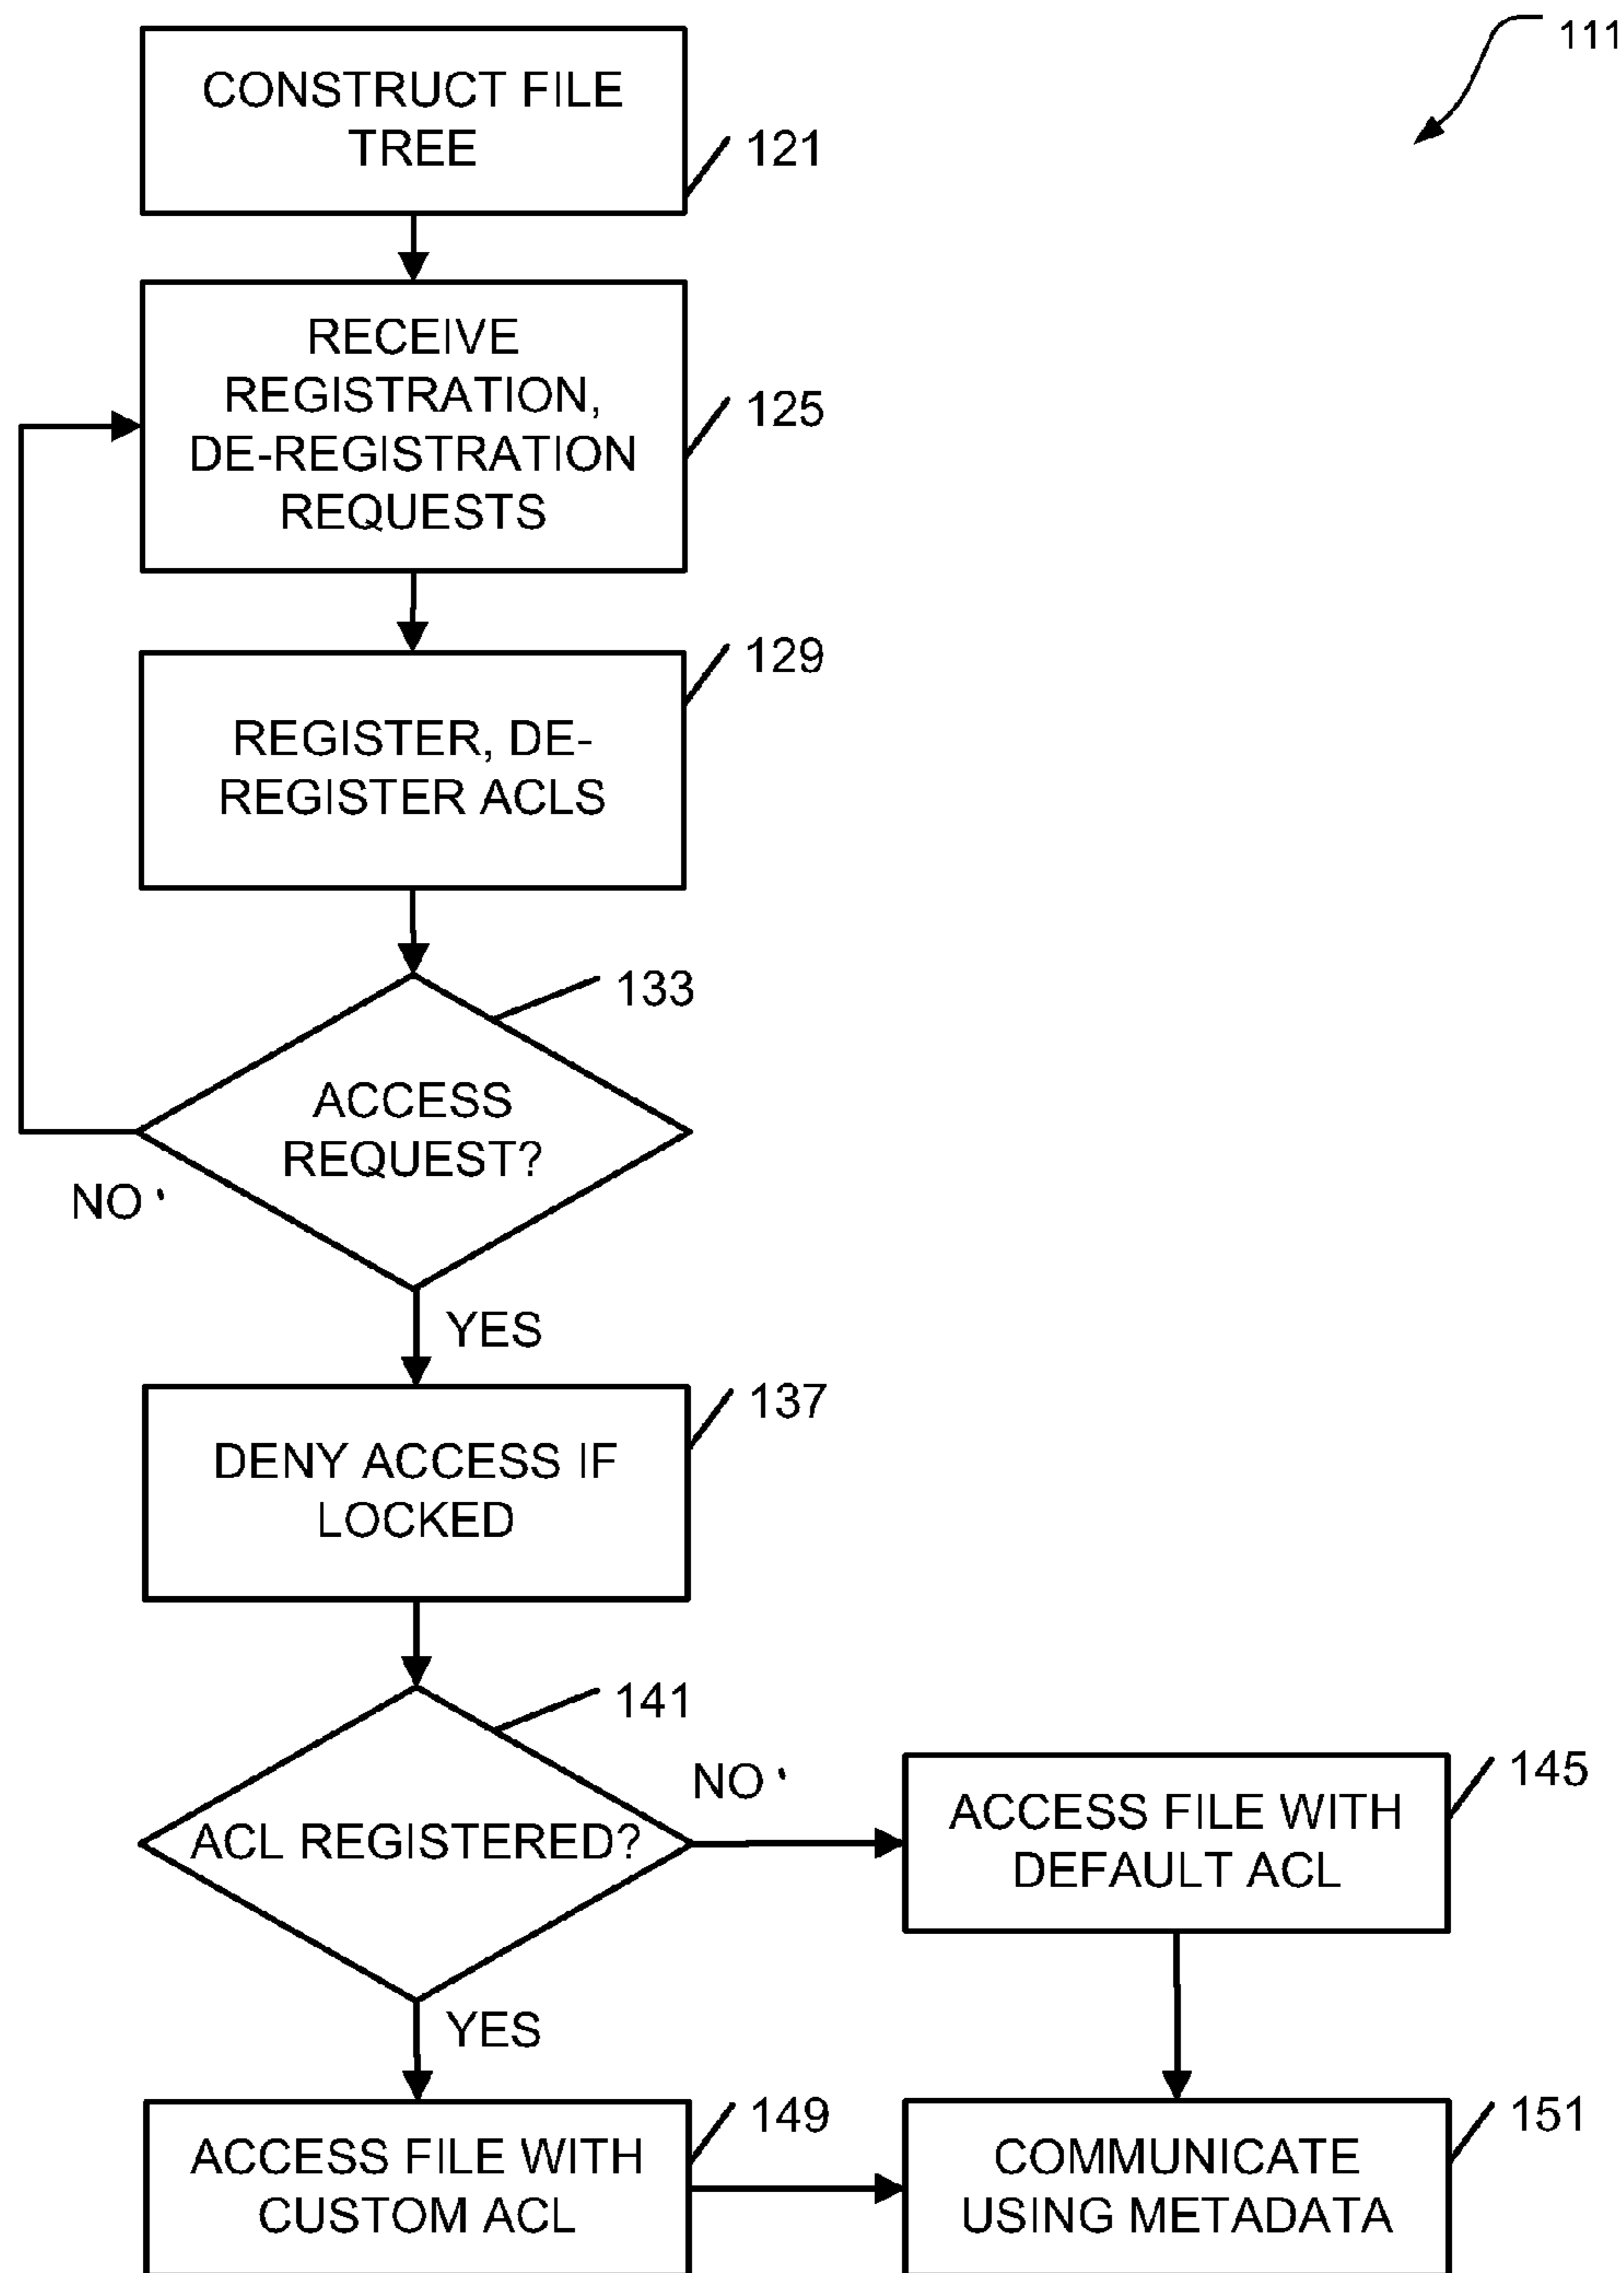 111
CONSTRUCT FILE
TREE
121
RECEIVE
REGISTRATION,
DE-REGISTRATION
REQUESTS
125
129
REGISTER, DE-
REGISTER ACLS
133
ACCESS
REQUEST?
NO
YES
137
DENY ACCESS IF
LOCKED
141
ACL REGISTERED?
NO
145
ACCESS FILE WITH
DEFAULT ACL
YES
149
ACCESS FILE WITH
CUSTOM ACL
151
COMMUNICATE
USING METADATA